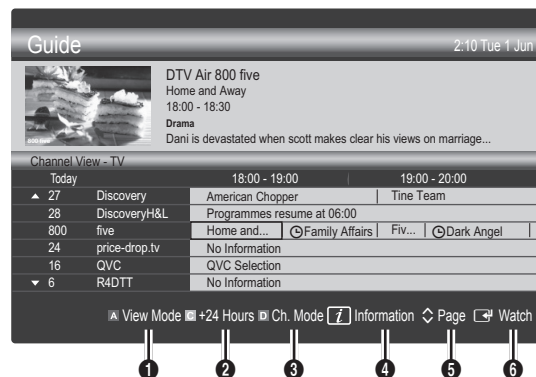 Guide 2:10 Tue 1 Jun
DTV Air 800 five
Home and Away
18:00 - 18:30
Drama
Dani is devastated when scott makes clear his views on marriage...
800 five
Channel View - TV
Today 18:00 - 19:00 19:00 - 20:00
▲ 27 Discovery American Chopper Tine Team
28 DiscoveryH&L Programmes resume at 06:00
800 five Home and... Family Affairs Fiv... Dark Angel
24 price-drop.tv No Information
16 QVC QVC Selection
▼ 6 R4DTT No Information
A View Mode C +24 Hours D Ch. Mode i Information Page Watch
1 2 3 4 5 6